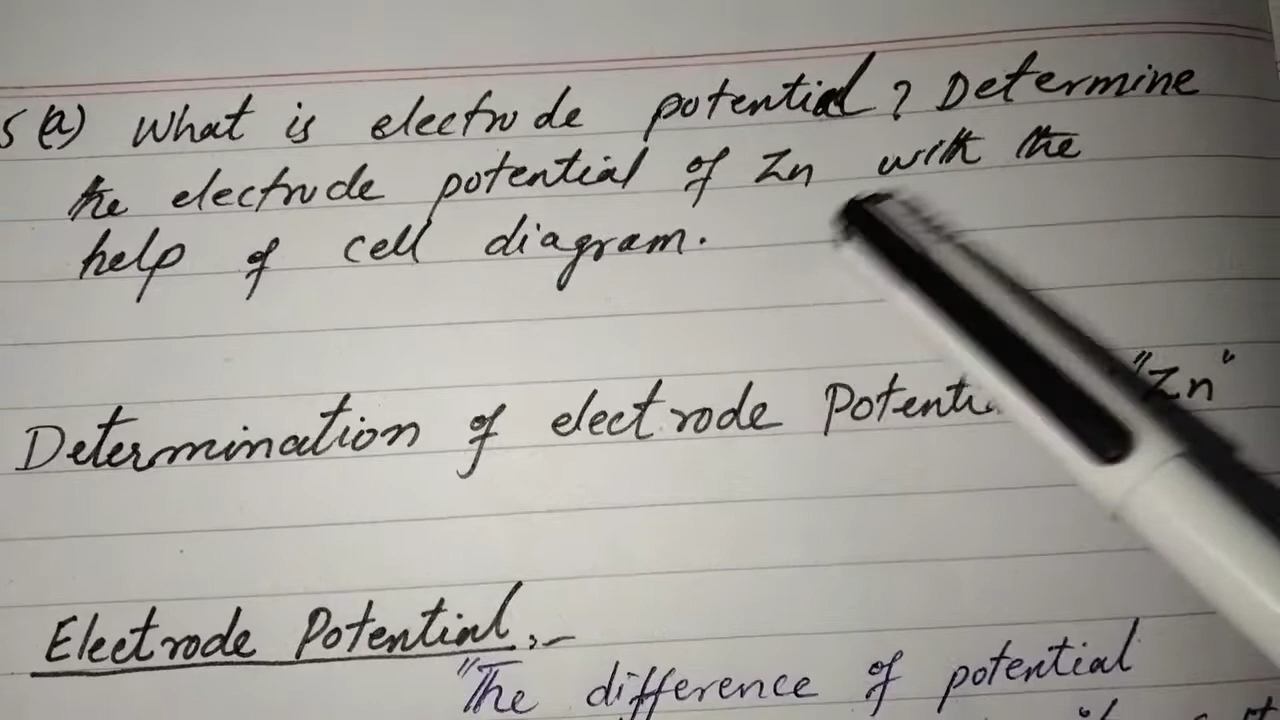 5(a) What is electrode potential? Determine
the electrode potential of Zn with the
help of cell diagram.
Determination of electrode Potenti "Zn"
Electrode Potential,-
"The difference of potential